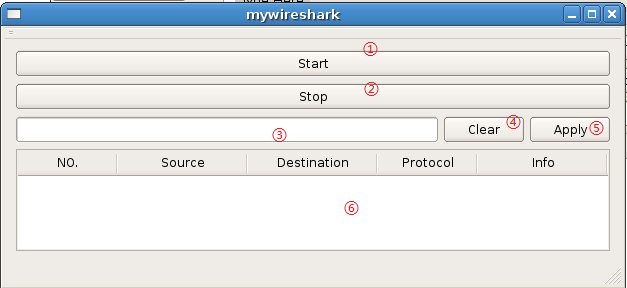 mywireshark
①
Start
②
Stop
③
Clear ④
Apply ⑤
NO. Source Destination Protocol Info
⑥